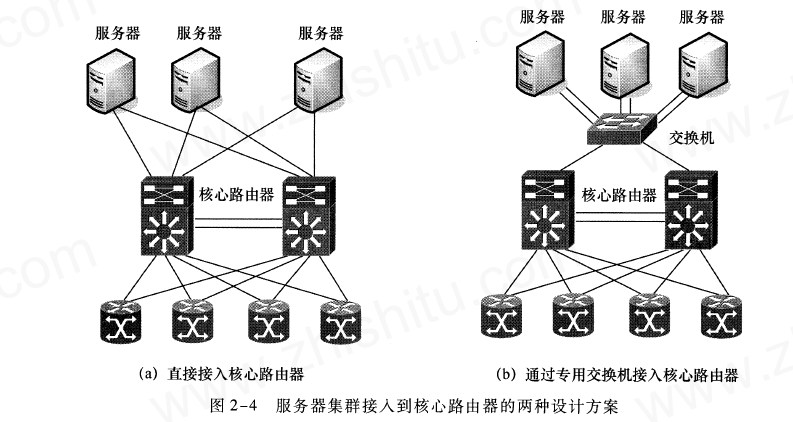 服务器 服务器 服务器
核心路由器
(a) 直接接入核心路由器
服务器 服务器 服务器
交换机
核心路由器
(b) 通过专用交换机接入核心路由器
图 2-4 服务器集群接入到核心路由器的两种设计方案
www.zhishitu.com